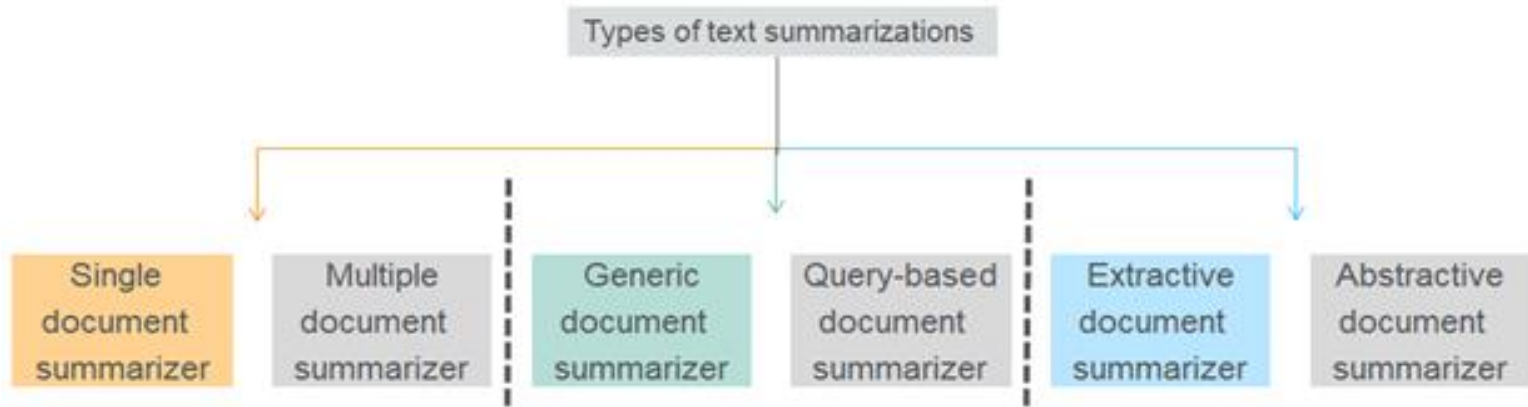 Types of text summarizations
Single
document
summarizer
Multiple
document
summarizer
Generic
document
summarizer
Query-based
document
summarizer
Extractive
document
summarizer
Abstractive
document
summarizer